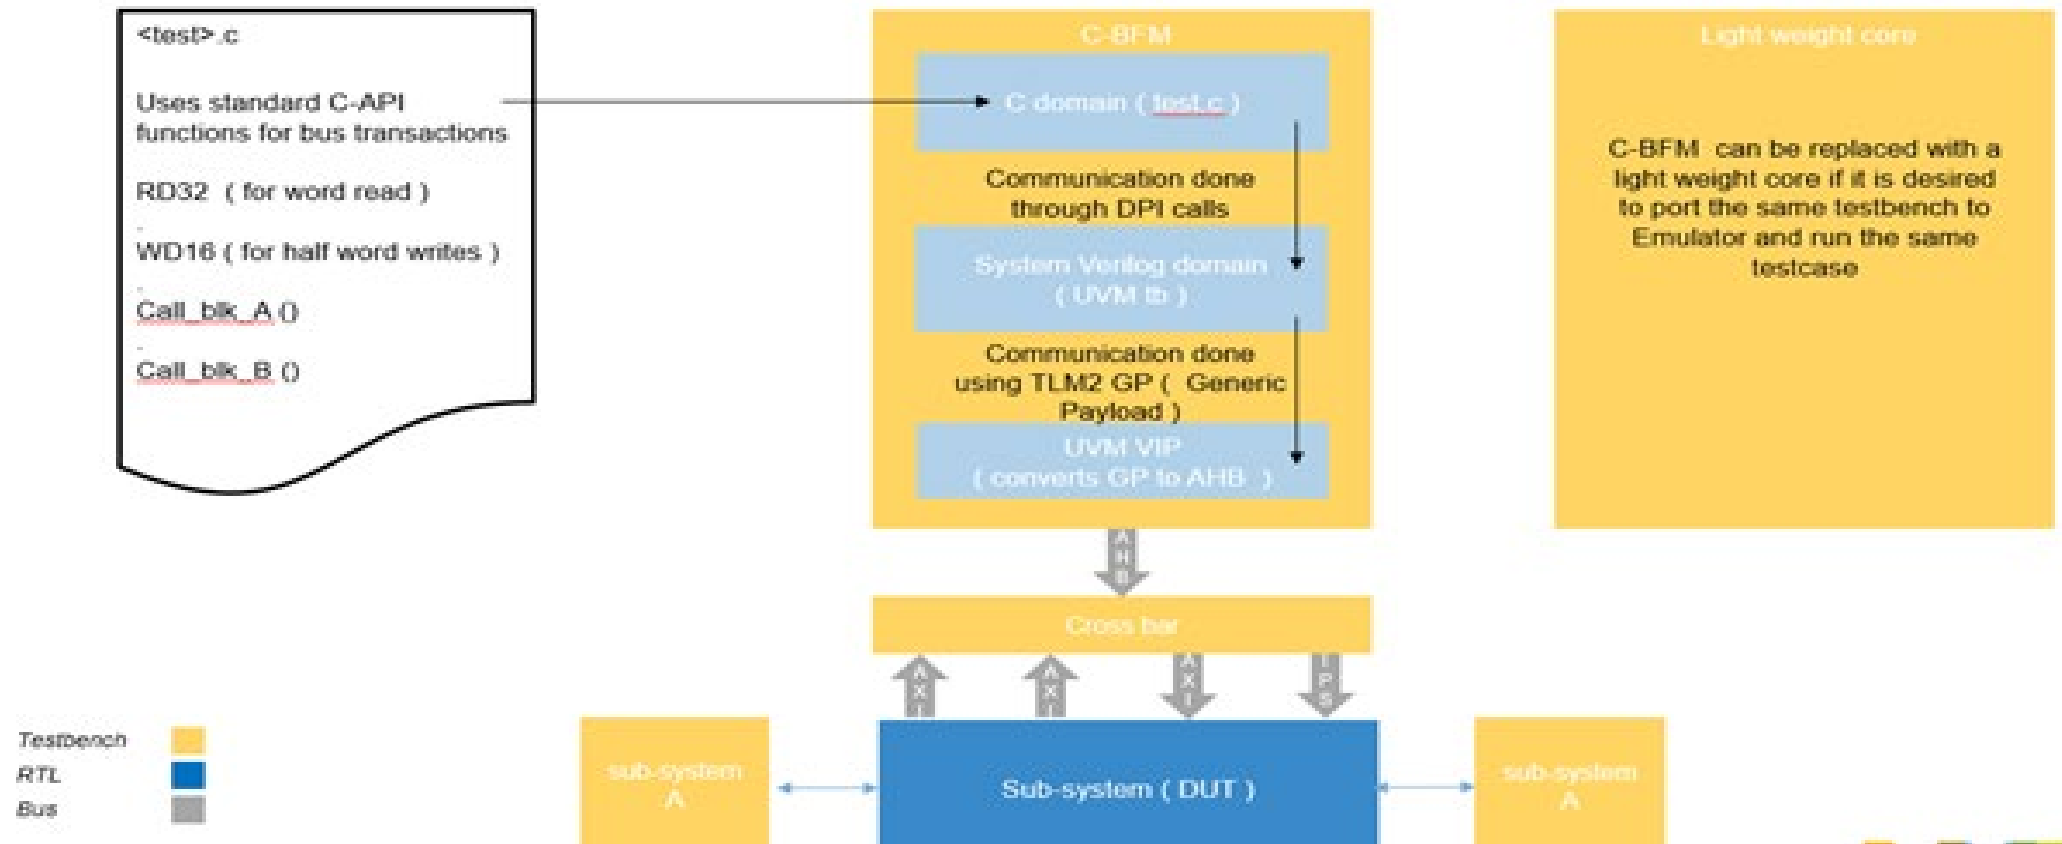 <test>.c
Uses standard C-API
functions for bus transactions
RD32 ( for word read )
.
WD16 ( for half word writes )
.
Call_blk_A ()
.
Call_blk_B ()
C-BFM
C domain ( test.c )
Communication done
through DPI calls
System Verilog domain
( UVM tb )
Communication done
using TLM2 GP ( Generic
Payload )
UVM VIP
( converts GP to AHB )
Light weight core
C-BFM can be replaced with a
light weight core if it is desired
to port the same testbench to
Emulator and run the same
testcase
AHB
Cross bar
AXI
AXI
AXI
IPS
Testbench
RTL
Bus
sub-system
A
Sub-system ( DUT )
sub-system
A